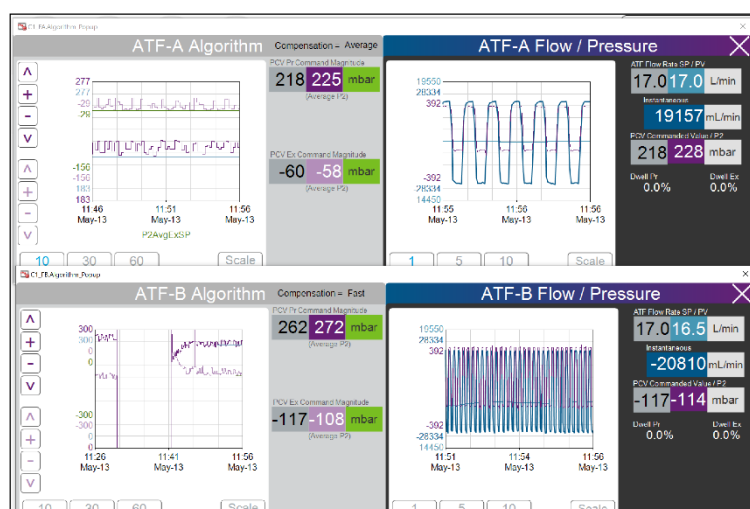 C1_FA.Algorithm_Popup
ATF-A Algorithm Compensation = Average
ATF-A Flow / Pressure
277
277
-29
-29
-156
-156
183
183
11:46 May-13
11:51 May-13
11:56 May-13
P2AvgExSP
10 30 60 Scale
PCV Pr Command Magnitude
218 225 mbar
(Average P2)
PCV Ex Command Magnitude
-60 -58 mbar
(Average P2)
19550
28334
392
-392
-28334
14450
11:55 May-13
11:56 May-13
11:56 May-13
1 5 10 Scale
ATF Flow Rate SP / PV
17.0 17.0 L/min
Instantaneous
19157 mL/min
PCV Commanded Value / P2
218 228 mbar
Dwell Pr Dwell Ex
0.0% 0.0%
C1_FB.Algorithm_Popup
ATF-B Algorithm Compensation = Fast
ATF-B Flow / Pressure
300
300
0
0
-300
-300
0
0
11:26 May-13
11:41 May-13
11:56 May-13
10 30 60 Scale
PCV Pr Command Magnitude
262 272 mbar
(Average P2)
PCV Ex Command Magnitude
-117 -108 mbar
(Average P2)
19550
28334
392
-392
-28334
14450
11:51 May-13
11:54 May-13
11:56 May-13
1 5 10 Scale
ATF Flow Rate SP / PV
17.0 16.5 L/min
Instantaneous
-20810 mL/min
PCV Commanded Value / P2
-117 -114 mbar
Dwell Pr Dwell Ex
0.0% 0.0%